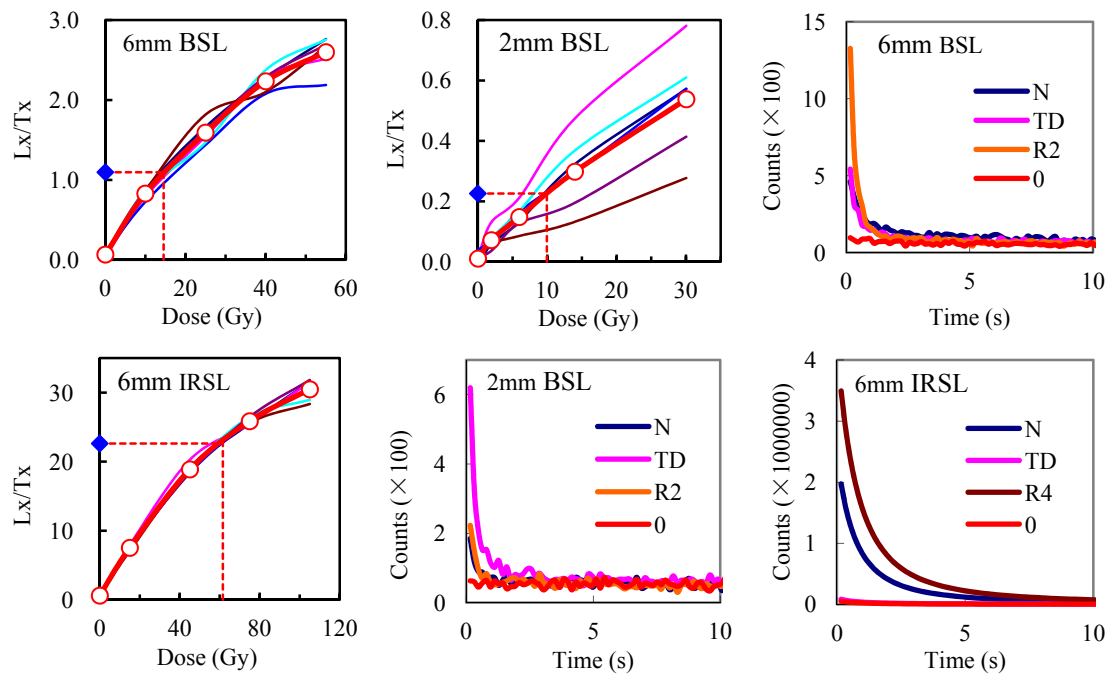 6mm BSL
3.0
2.0
1.0
0.0
Lx/Tx
0 20 40 60
Dose (Gy)
2mm BSL
0.8
0.6
0.4
0.2
0.0
Lx/Tx
0 10 20 30
Dose (Gy)
6mm BSL
15
10
5
0
Counts (×100)
N
TD
R2
0
0 5 10
Time (s)
6mm IRSL
30
20
10
0
Lx/Tx
0 40 80 120
Dose (Gy)
2mm BSL
6
4
2
0
Counts (×100)
N
TD
R2
0
0 5 10
Time (s)
6mm IRSL
4
3
2
1
0
Counts (×1000000)
N
TD
R4
0
0 5 10
Time (s)